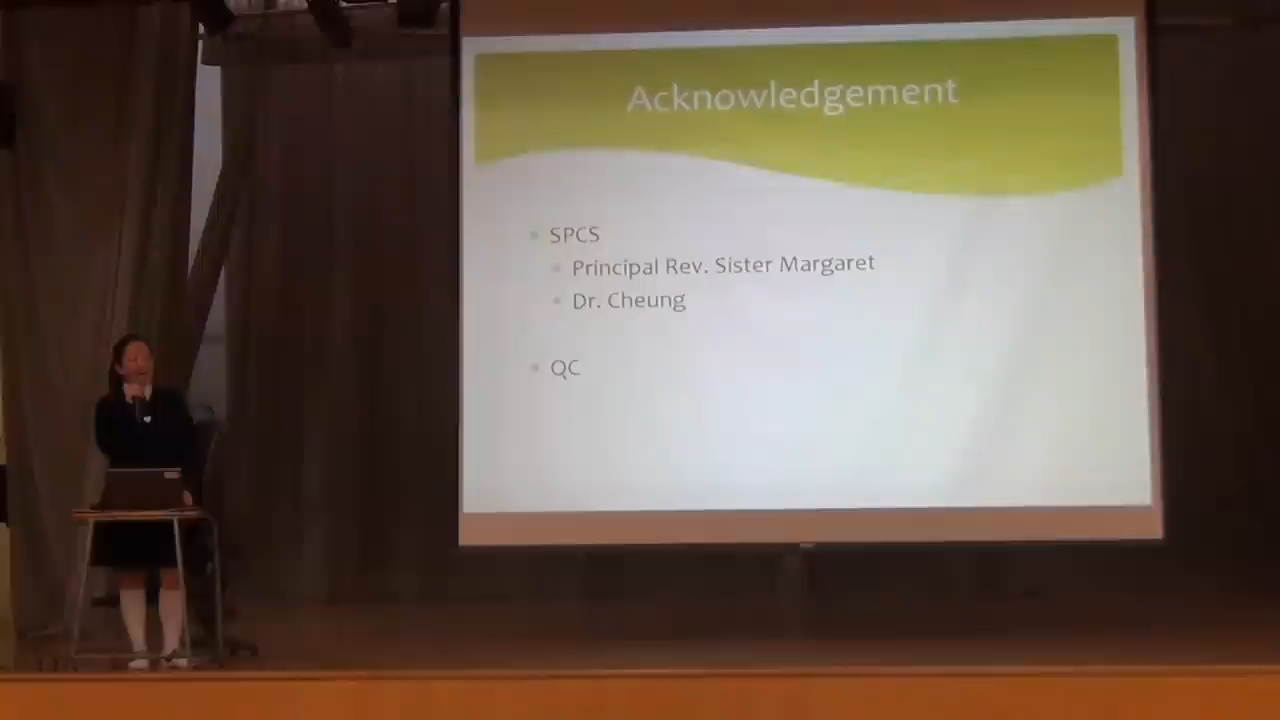 Acknowledgement
SPCS
Principal Rev. Sister Margaret
Dr. Cheung
QC